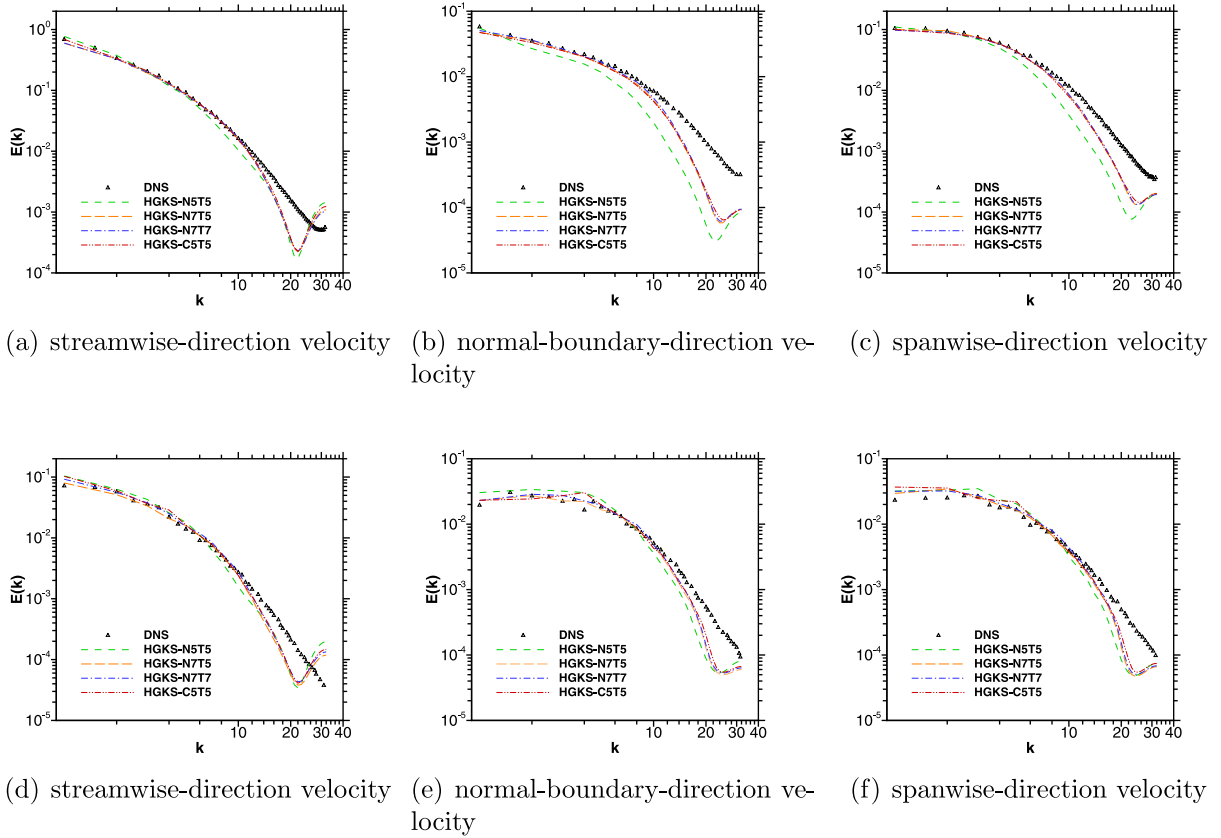 10^0
10^-1
10^-2
10^-3
10^-4
E(k)
DNS
HGKS-N5T5
HGKS-N7T5
HGKS-N7T7
HGKS-C5T5
10 20 30 40
k
(a) streamwise-direction velocity
10^-1
10^-2
10^-3
10^-4
10^-5
E(k)
DNS
HGKS-N5T5
HGKS-N7T5
HGKS-N7T7
HGKS-C5T5
10 20 30 40
k
(b) normal-boundary-direction ve-
locity
10^-1
10^-2
10^-3
10^-4
10^-5
E(k)
DNS
HGKS-N5T5
HGKS-N7T5
HGKS-N7T7
HGKS-C5T5
10 20 30 40
k
(c) spanwise-direction velocity
10^-1
10^-2
10^-3
10^-4
10^-5
E(k)
DNS
HGKS-N5T5
HGKS-N7T5
HGKS-N7T7
HGKS-C5T5
10 20 30 40
k
(d) streamwise-direction velocity
10^-1
10^-2
10^-3
10^-4
10^-5
E(k)
DNS
HGKS-N5T5
HGKS-N7T5
HGKS-N7T7
HGKS-C5T5
10 20 30 40
k
(e) normal-boundary-direction ve-
locity
10^-1
10^-2
10^-3
10^-4
10^-5
E(k)
DNS
HGKS-N5T5
HGKS-N7T5
HGKS-N7T7
HGKS-C5T5
10 20 30 40
k
(f) spanwise-direction velocity